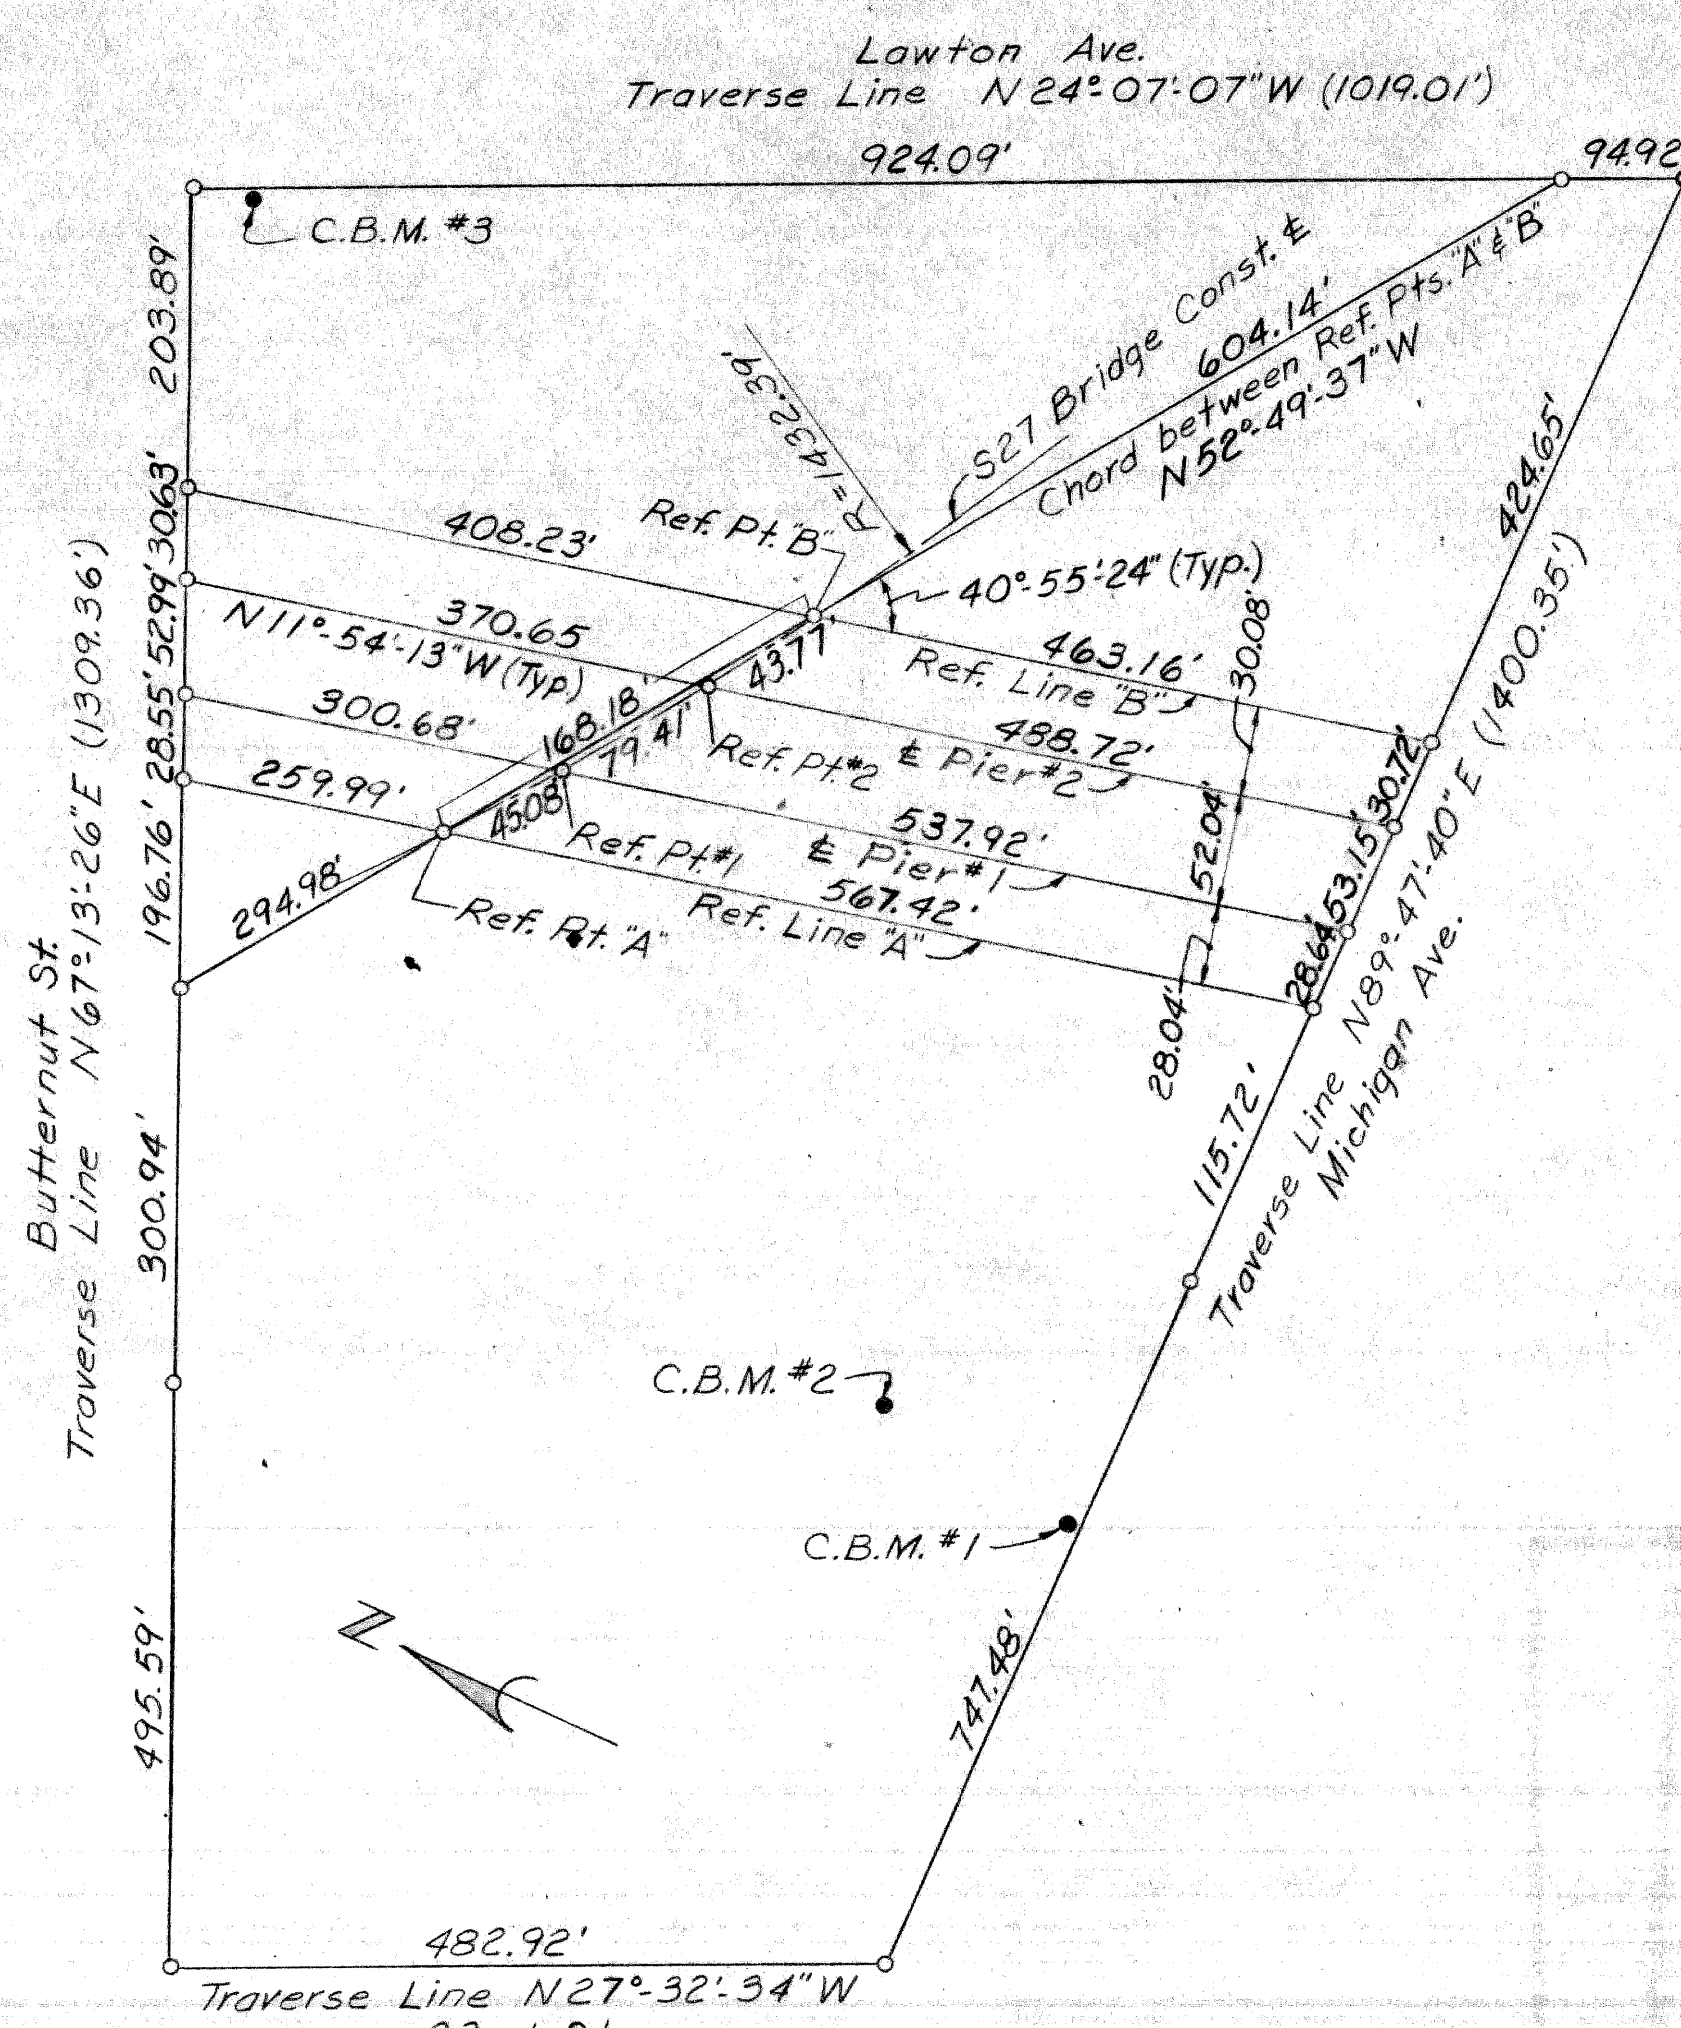 Lawton Ave.
Traverse Line N 24°-07'-07" W (1019.01')
924.09'
94.92
C.B.M. #3
203.89'
30.63'
52.99'
28.55'
196.76'
300.94'
495.59'
Butternut St.
Traverse Line N 67°-13'-26" E (1309.36')
S27 Bridge Const. ℄
604.14'
Chord between Ref. Pts. "A" & "B"
N 52°-49'-37" W
R=1432.39'
408.23'
Ref. Pt. "B"
40°-55'-24" (Typ.)
370.65
N 11°-54'-13" W (Typ.)
463.16'
Ref. Line "B"
30.08'
43.77'
168.18'
79.41'
300.68'
Ref. Pt. #2
488.72'
℄ Pier #2
259.99'
45.08'
Ref. Pt. #1
537.92'
℄ Pier #1
52.04'
294.98'
Ref. Pt. "A"
567.42'
Ref. Line "A"
28.04'
424.65'
30.72'
53.15'
28.64'
115.72'
747.48'
Traverse Line N 89°-47'-40" E (1400.35')
Michigan Ave.
C.B.M. #2
C.B.M. #1
N
482.92'
Traverse Line N 27°-32'-34" W